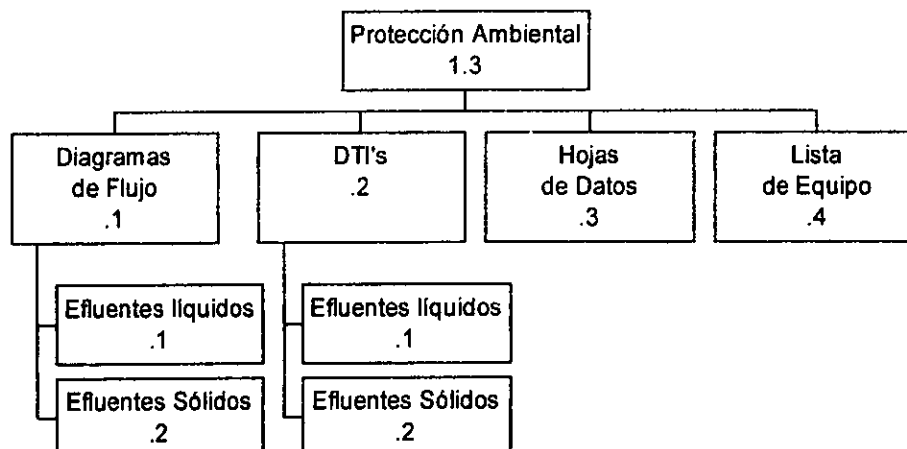 Protección Ambiental
1.3
Diagramas
de Flujo
.1
DTI's
.2
Hojas
de Datos
.3
Lista
de Equipo
.4
Efluentes líquidos
.1
Efluentes Sólidos
.2
Efluentes líquidos
.1
Efluentes Sólidos
.2